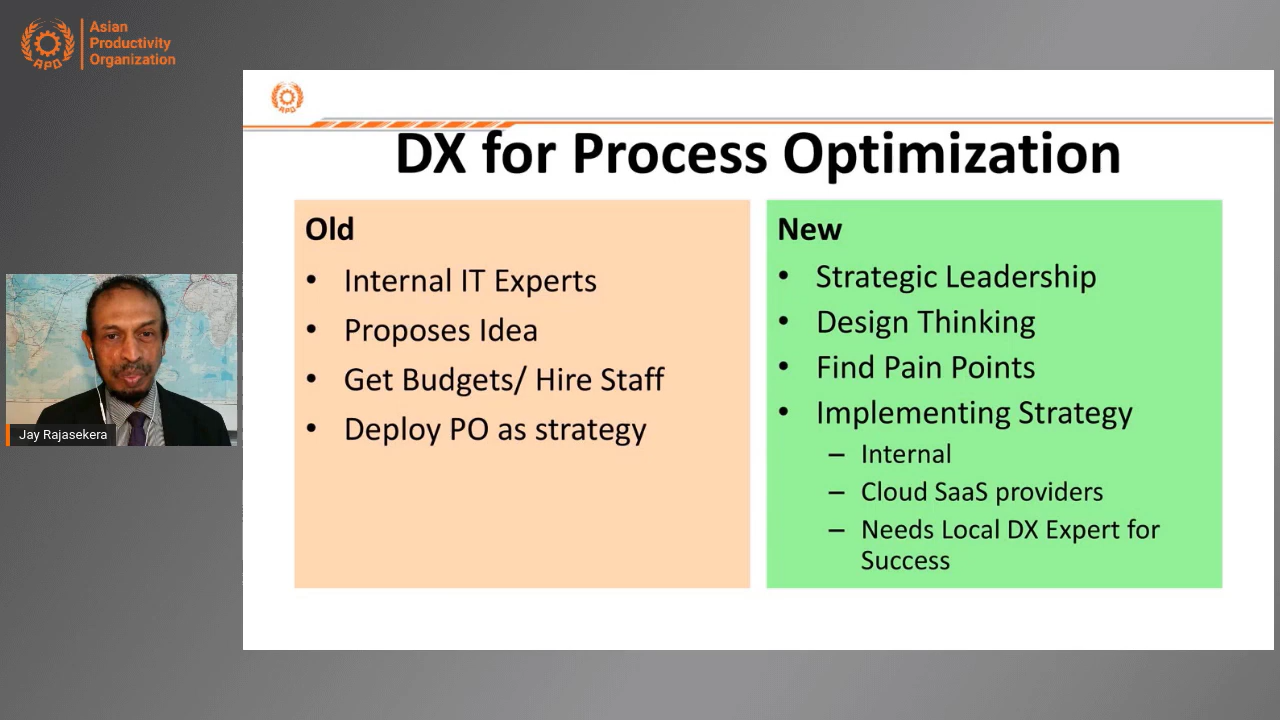 Asian
Productivity
Organization
APO
APO
DX for Process Optimization
Old
• Internal IT Experts
• Proposes Idea
• Get Budgets/ Hire Staff
• Deploy PO as strategy
New
• Strategic Leadership
• Design Thinking
• Find Pain Points
• Implementing Strategy
– Internal
– Cloud SaaS providers
– Needs Local DX Expert for
Success
Jay Rajasekera